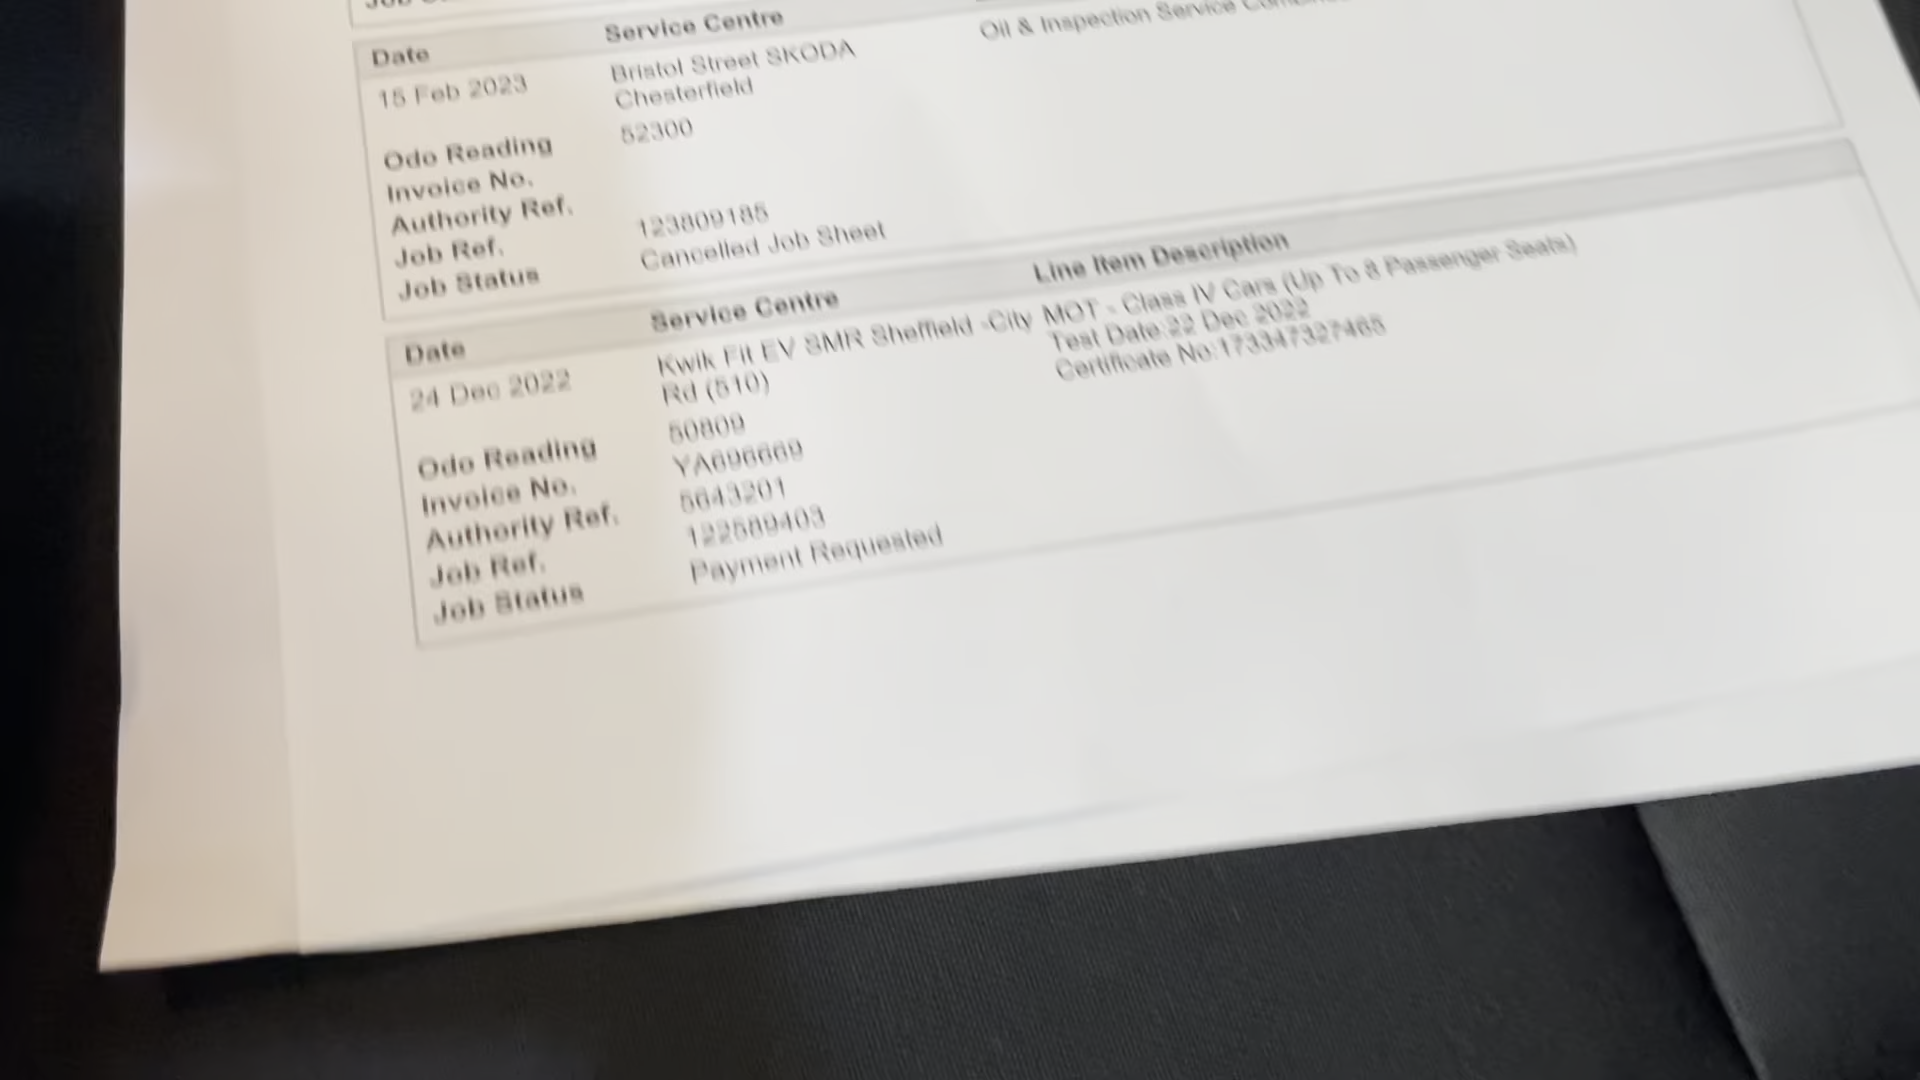 Date Service Centre
15 Feb 2023 Bristol Street SKODA Oil & Inspection Service
Chesterfield
Odo Reading 52300
Invoice No.
Authority Ref.
Job Ref. 123809185
Job Status Cancelled Job Sheet
Date Service Centre Line Item Description
24 Dec 2022 Kwik Fit EV SMR Sheffield -City MOT - Class IV Cars (Up To 8 Passenger Seats)
Rd (510) Test Date:22 Dec 2022
Certificate No:173347327465
Odo Reading 50809
Invoice No. YA696669
Authority Ref. 5643201
Job Ref. 122589403
Job Status Payment Requested